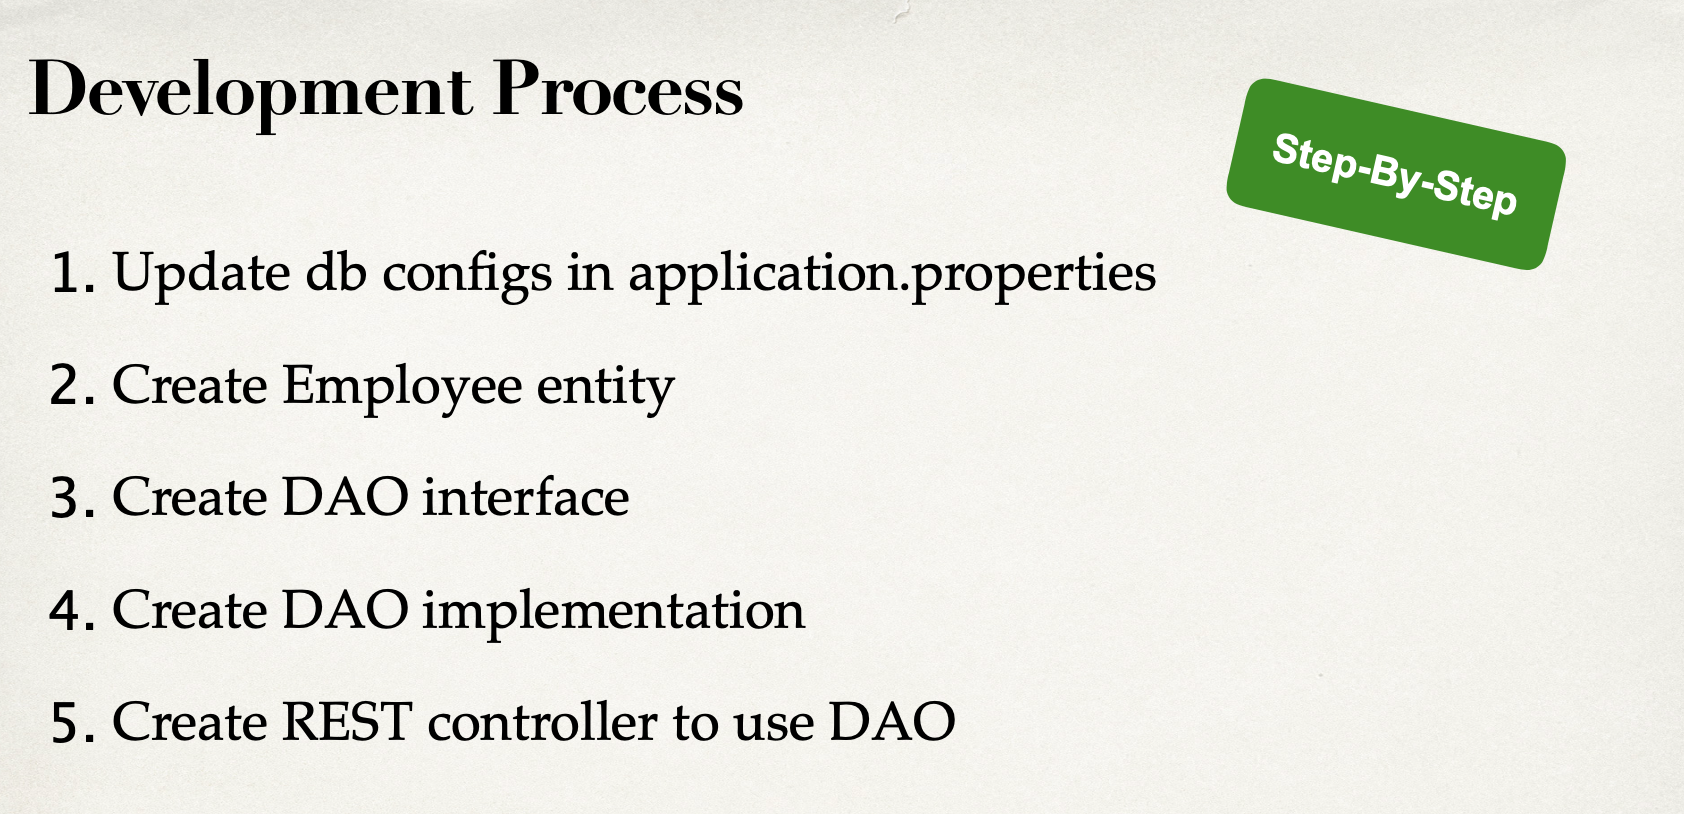 Development Process
Step-By-Step
1. Update db configs in application.properties
2. Create Employee entity
3. Create DAO interface
4. Create DAO implementation
5. Create REST controller to use DAO